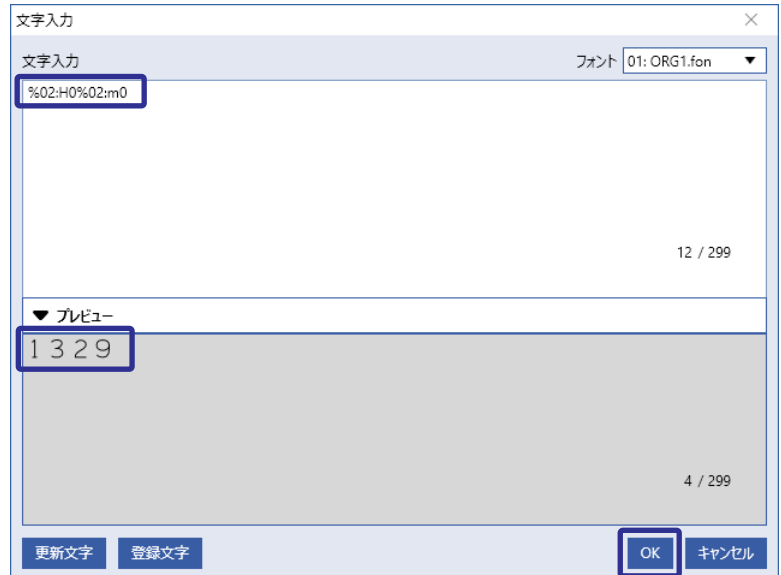 文字入力
文字入力 フォント 01: ORG1.fon
%02:H0%02:m0
12 / 299
プレビュー
1329
4 / 299
更新文字 登録文字 OK キャンセル